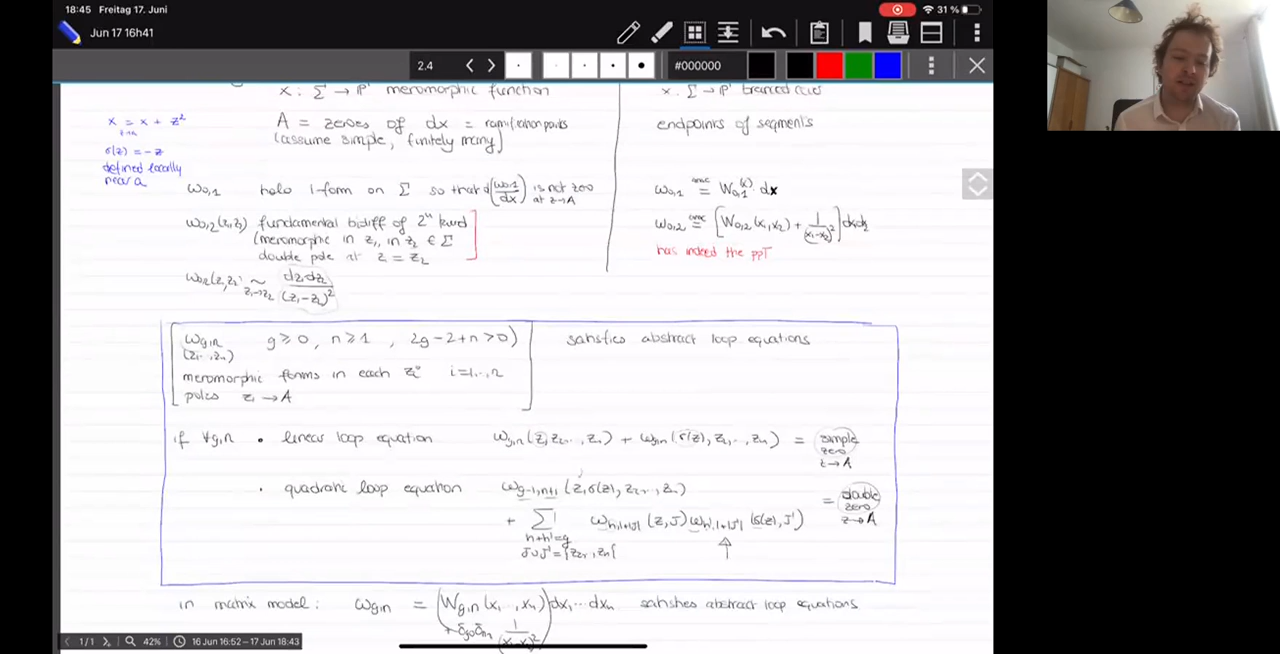 18:45 Freitag 17. Juni
31 %
Jun 17 16h41
2.4
#000000
x : Σ → P¹ meromorphic function
x : Σ → P¹
x = x + z²
z→a
σ(z) = -z
defined locally
near a
A = zeroes of dx = ramification points
(assume simple, finitely many)
endpoints of segments
ω₀,₁ holo 1-form on Σ so that d(ω₀,₁/dx) is not zero at z→A
ω₀,₁ = W₀,₁(x) dx
ω₀,₂(z₁,z₂) fundamental bidiff of 2ⁿ kind
(meromorphic in z₁, in z₂ ∈ Σ
double pole at z₁ = z₂
ω₀,₂ = [W₀,₂(x₁,x₂) + 1/(x₁-x₂)²] dx₁dx₂
has indeed the ppT
ω₀,₂(z₁,z₂) ~ z₁→z₂ dz₁dz₂/(z₁-z₂)²
ωg,n g ≥ 0, n ≥ 1, 2g-2+n > 0) satisfies abstract loop equations
(z₁,..,zₙ)
meromorphic forms in each zᵢ i=1,..,n
poles zᵢ → A
if ∀g,n • linear loop equation ωg,n(z,z₂,..,zₙ) + ωg,n(σ(z),z₂,..,zₙ) = simple zero z→A
• quadratic loop equation ωg-1,n+1(z,σ(z),z₂,..,zₙ)
+ Σ ωh,1+|J|(z,J) ωh',1+|J'|(σ(z),J') = double zero z→A
h+h'=g
J⊔J'={z₂,..,zₙ}
in matrix model : ωg,n = (Wg,n(x₁,..,xₙ) + δg,0δn,2 1/(x₁-x₂)²) dx₁...dxₙ satisfies abstract loop equations
1/1 42% 16 Jun 16:52–17 Jun 18:43